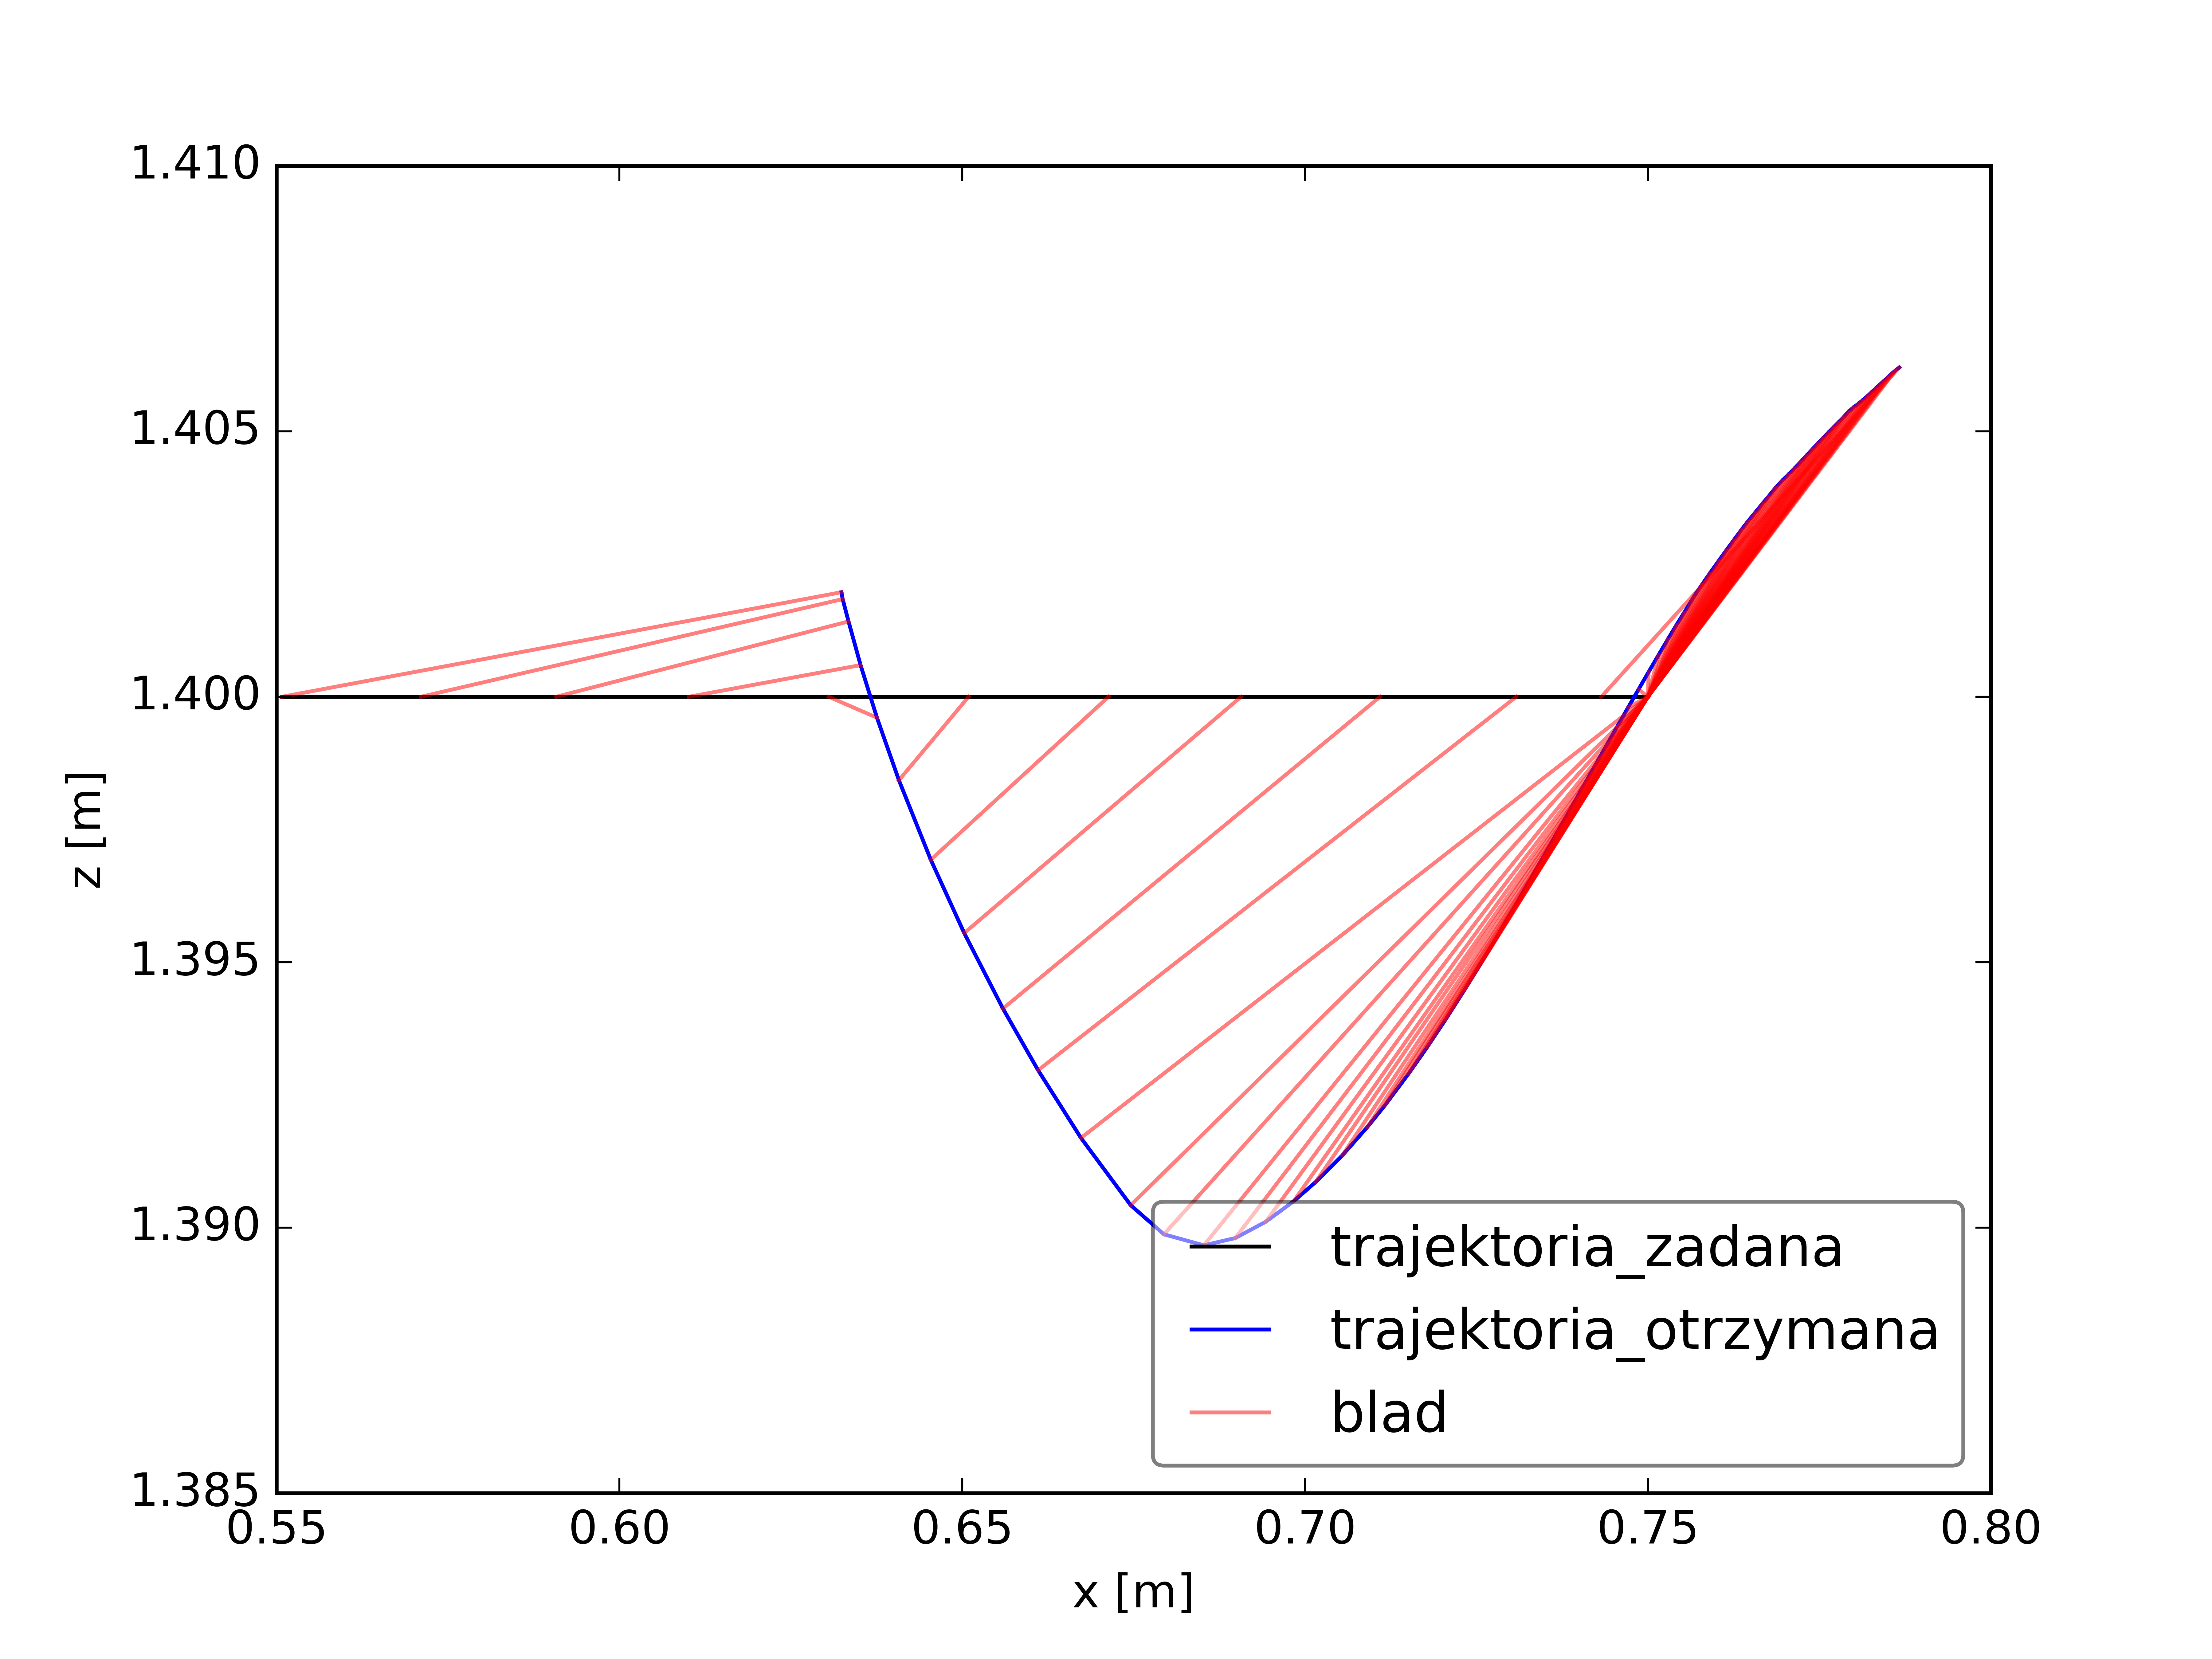 1.410
1.405
1.400
1.395
1.390
1.385
z [m]
0.55 0.60 0.65 0.70 0.75 0.80
x [m]
trajektoria_zadana
trajektoria_otrzymana
blad